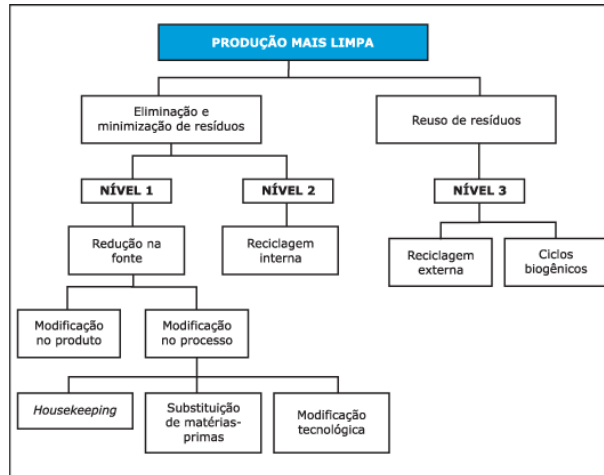 PRODUÇÃO MAIS LIMPA
Eliminação e
minimização de resíduos
Reuso de resíduos
NÍVEL 1
NÍVEL 2
NÍVEL 3
Redução na
fonte
Reciclagem
interna
Reciclagem
externa
Ciclos
biogênicos
Modificação
no produto
Modificação
no processo
Housekeeping
Substituição
de matérias-
primas
Modificação
tecnológica